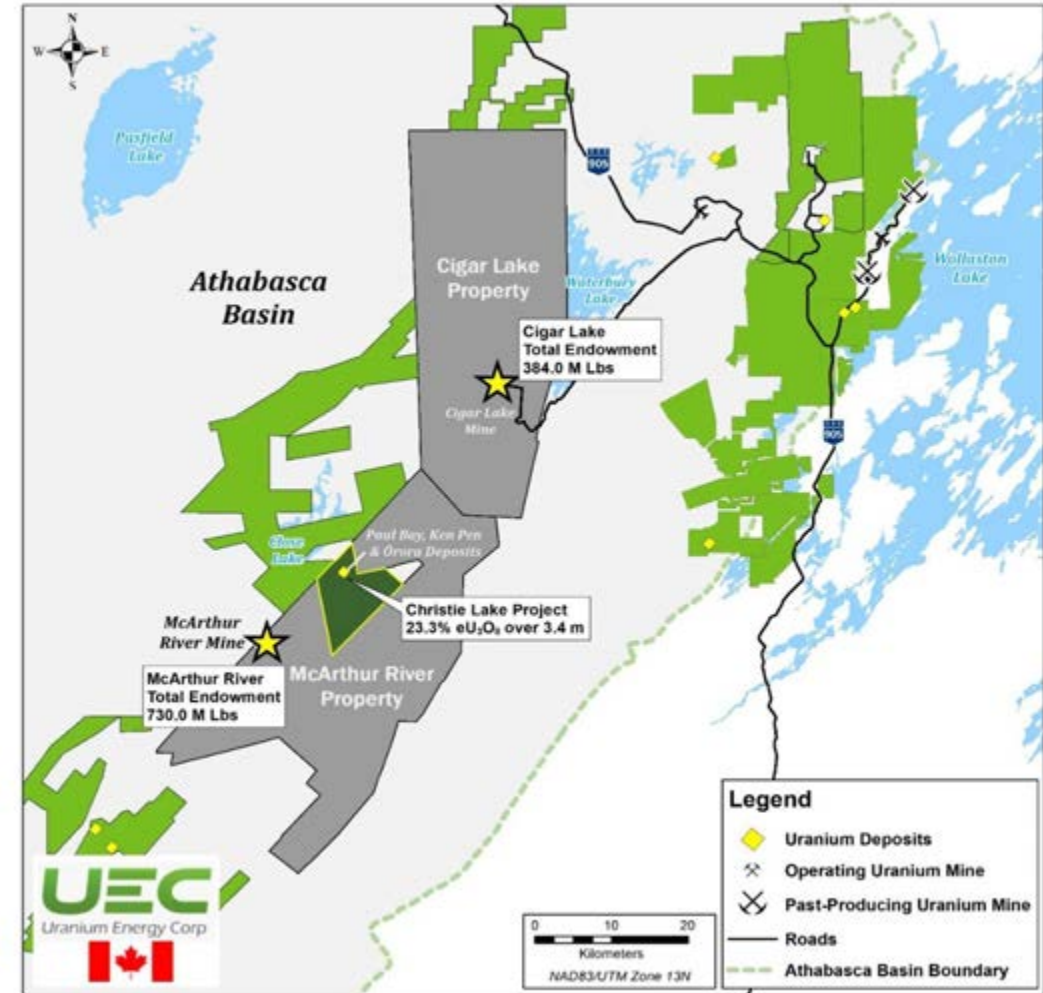 N
W E
S
Pasfield
Lake
905
Athabasca
Basin
Cigar Lake
Property
Waterbury
Lake
Wollaston
Lake
Cigar Lake
Total Endowment
384.0 M Lbs
Cigar Lake
Mine
905
Paul Bay, Ken Pen
& Ōrora Deposits
Close
Lake
Christie Lake Project
23.3% eU₃O₈ over 3.4 m
McArthur
River Mine
McArthur River
Property
McArthur River
Total Endowment
730.0 M Lbs
UEC
Uranium Energy Corp
0 10 20
Kilometers
NAD83/UTM Zone 13N
Legend
Uranium Deposits
Operating Uranium Mine
Past-Producing Uranium Mine
Roads
Athabasca Basin Boundary